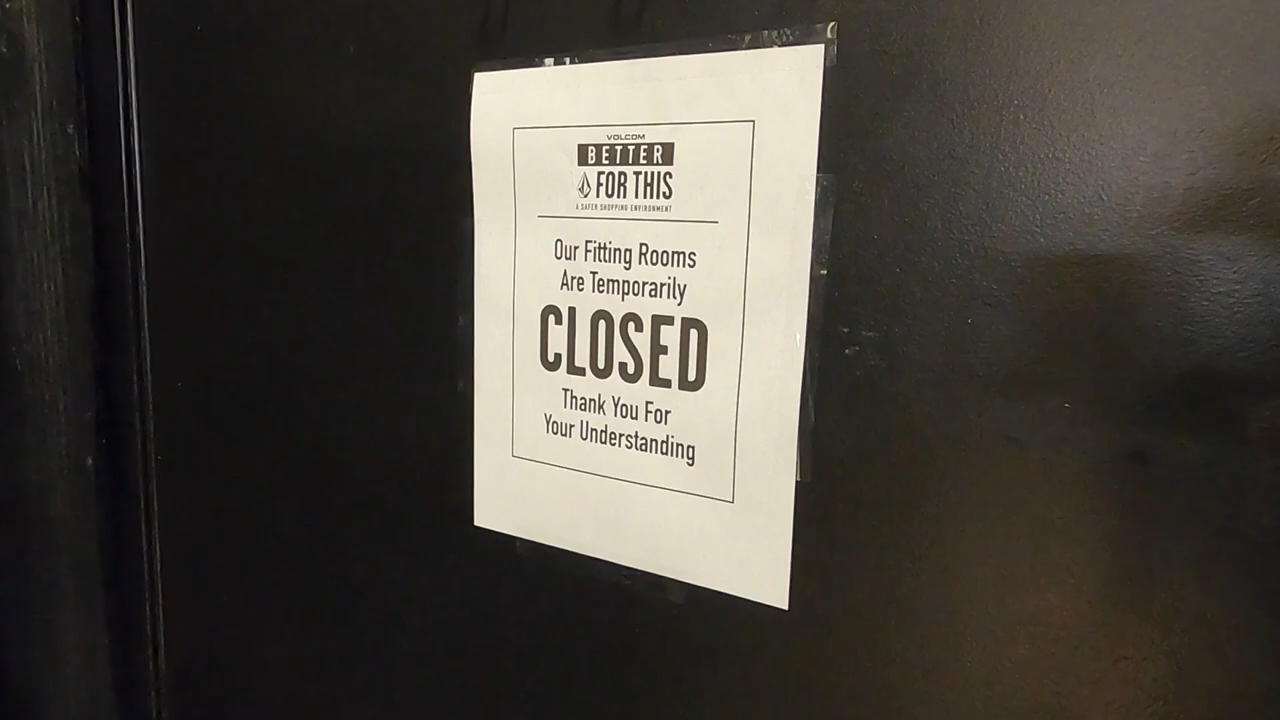 VOLCOM
BETTER
FOR THIS
A SAFER SHOPPING ENVIRONMENT
Our Fitting Rooms
Are Temporarily
CLOSED
Thank You For
Your Understanding